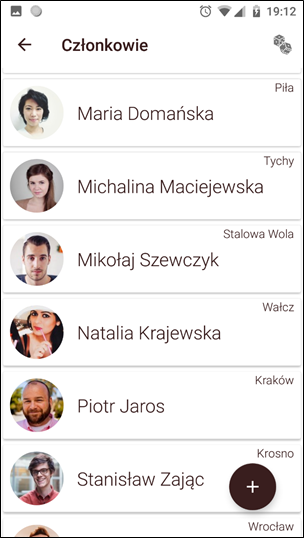 19:12
Członkowie
Piła
Maria Domańska
Tychy
Michalina Maciejewska
Stalowa Wola
Mikołaj Szewczyk
Wałcz
Natalia Krajewska
Kraków
Piotr Jaros
Krosno
Stanisław Zając
+
Wrocław